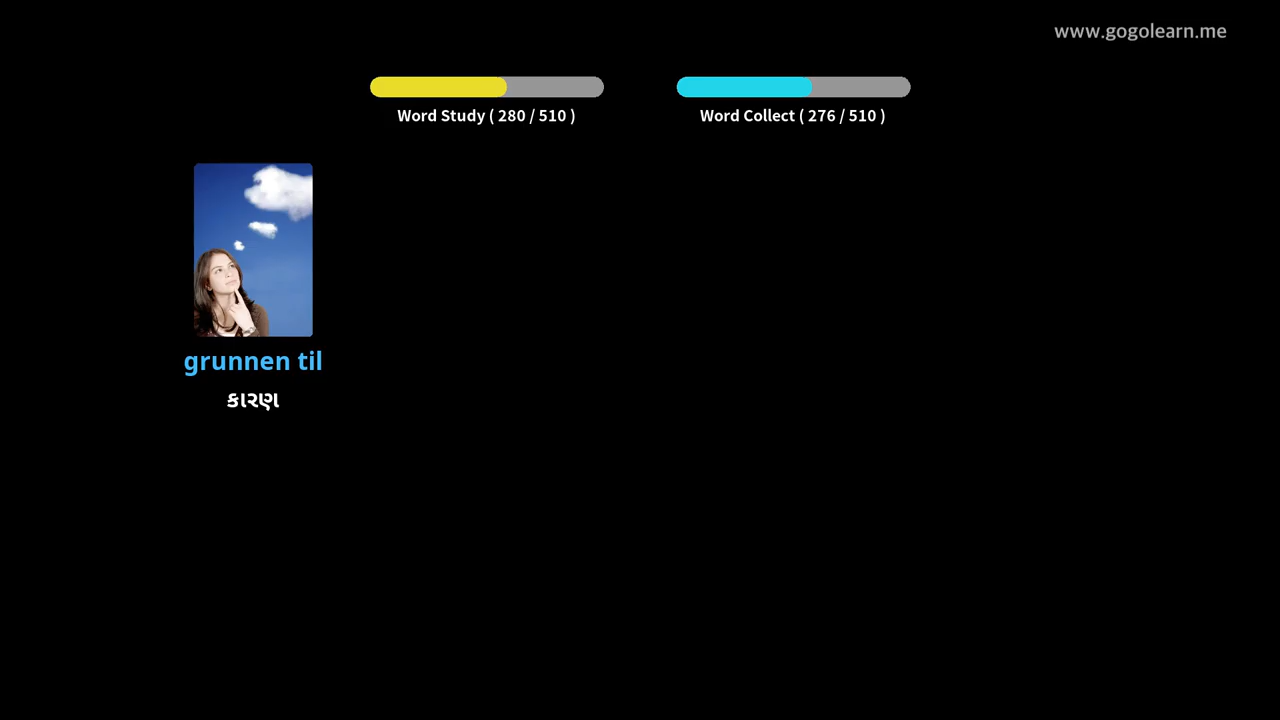 www.gogolearn.me
Word Study ( 280 / 510 )
Word Collect ( 276 / 510 )
grunnen til
કારણ